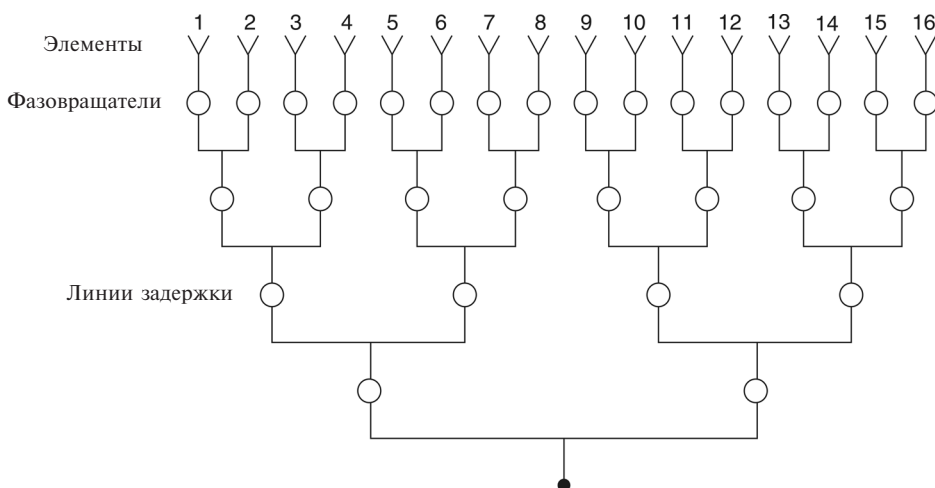 1 2 3 4 5 6 7 8 9 10 11 12 13 14 15 16
Элементы
Фазовращатели
Линии задержки